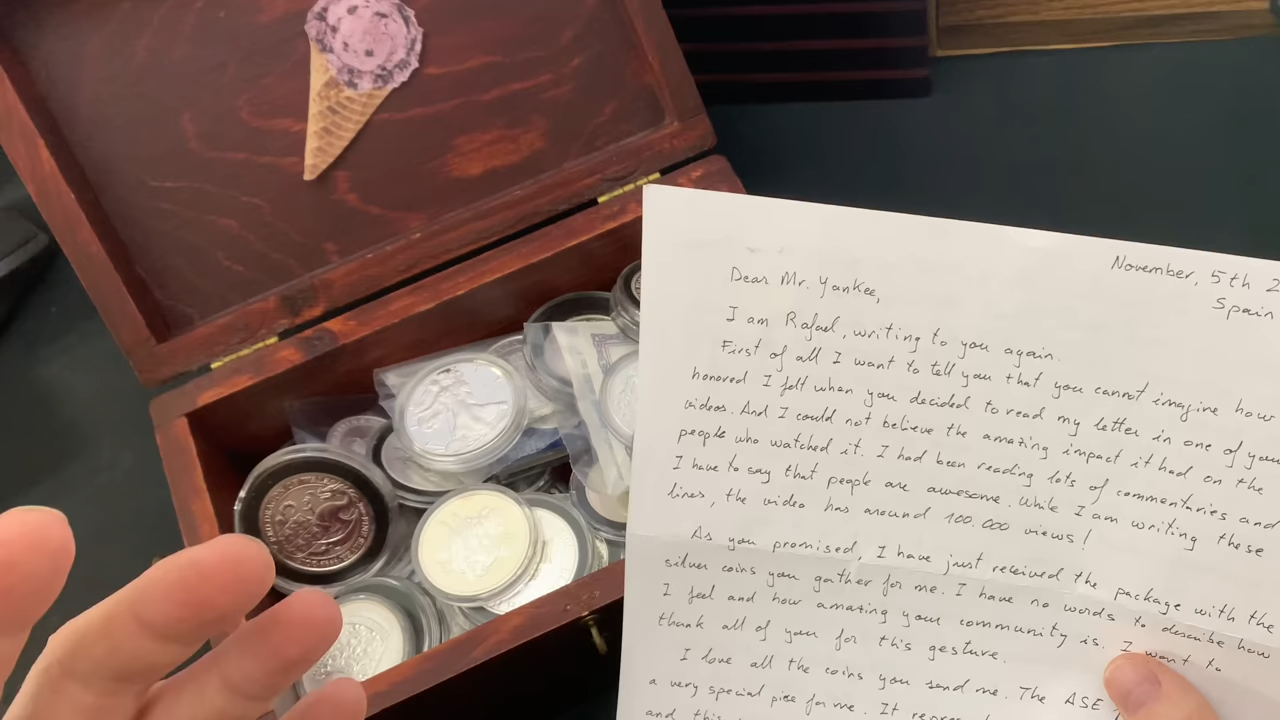 November, 5th 2
Spain
Dear Mr. Yankee,
I am Rafael, writing to you again.
First of all I want to tell you that you cannot imagine how
honored I felt when you decided to read my letter in one of your
videos. And I could not believe the amazing impact it had on the
people who watched it. I had been reading lots of commentaries and
I have to say that people are awesome. While I am writing these
lines, the video has around 100.000 views!
As you promised, I have just received the package with the
silver coins you gather for me. I have no words to describe how
I feel and how amazing your community is. I want to
thank all of you for this gesture.
I love all the coins you send me. The ASE
a very special piece for me. It
and this